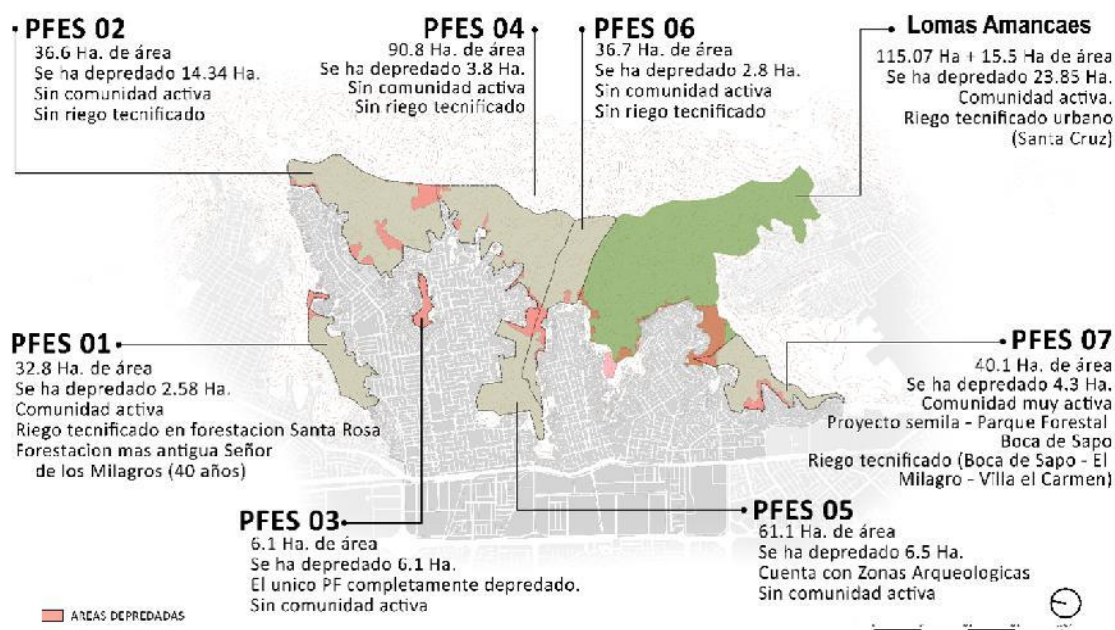 PFES 02
36.6 Ha. de área
Se ha depredado 14.34 Ha.
Sin comunidad activa
Sin riego tecnificado
PFES 04
90.8 Ha. de área
Se ha depredado 3.8 Ha.
Sin comunidad activa
Sin riego tecnificado
PFES 06
36.7 Ha. de área
Se ha depredado 2.8 Ha.
Sin comunidad activa
Sin riego tecnificado
Lomas Amancaes
115.07 Ha + 15.5 Ha de área
Se ha depredado 23.85 Ha.
Comunidad activa.
Riego tecnificado urbano
(Santa Cruz)
PFES 01
32.8 Ha. de área
Se ha depredado 2.58 Ha.
Comunidad activa
Riego tecnificado en forestacion Santa Rosa
Forestacion mas antigua Señor
de los Milagros (40 años)
PFES 07
40.1 Ha. de área
Se ha depredado 4.3 Ha.
Comunidad muy activa
Proyecto semila - Parque Forestal
Boca de Sapo
Riego tecnificado (Boca de Sapo - El
Milagro - Villa el Carmen)
PFES 03
6.1 Ha. de área
Se ha depredado 6.1 Ha.
El unico PF completamente depredado.
Sin comunidad activa
PFES 05
61.1 Ha. de área
Se ha depredado 6.5 Ha.
Cuenta con Zonas Arqueologicas
Sin comunidad activa
AREAS DEPREDADAS